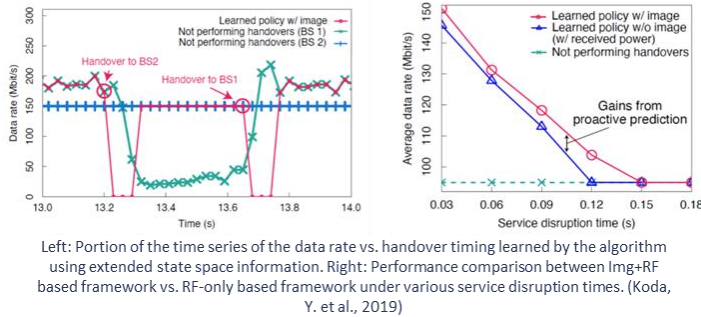 Learned policy w/ image
Not performing handovers (BS 1)
Not performing handovers (BS 2)
300
250
200
150
100
50
0
Data rate (Mbit/s)
Handover to BS2
Handover to BS1
13.0
13.2
13.4
13.6
13.8
14.0
Time (s)
Learned policy w/ image
Learned policy w/o image
(w/ received power)
Not performing handovers
150
140
130
120
110
100
Average data rate (Mbit/s)
Gains from
proactive prediction
0.03
0.06
0.09
0.12
0.15
0.18
Service disruption time (s)
Left: Portion of the time series of the data rate vs. handover timing learned by the algorithm
using extended state space information. Right: Performance comparison between Img+RF
based framework vs. RF-only based framework under various service disruption times. (Koda,
Y. et al., 2019)